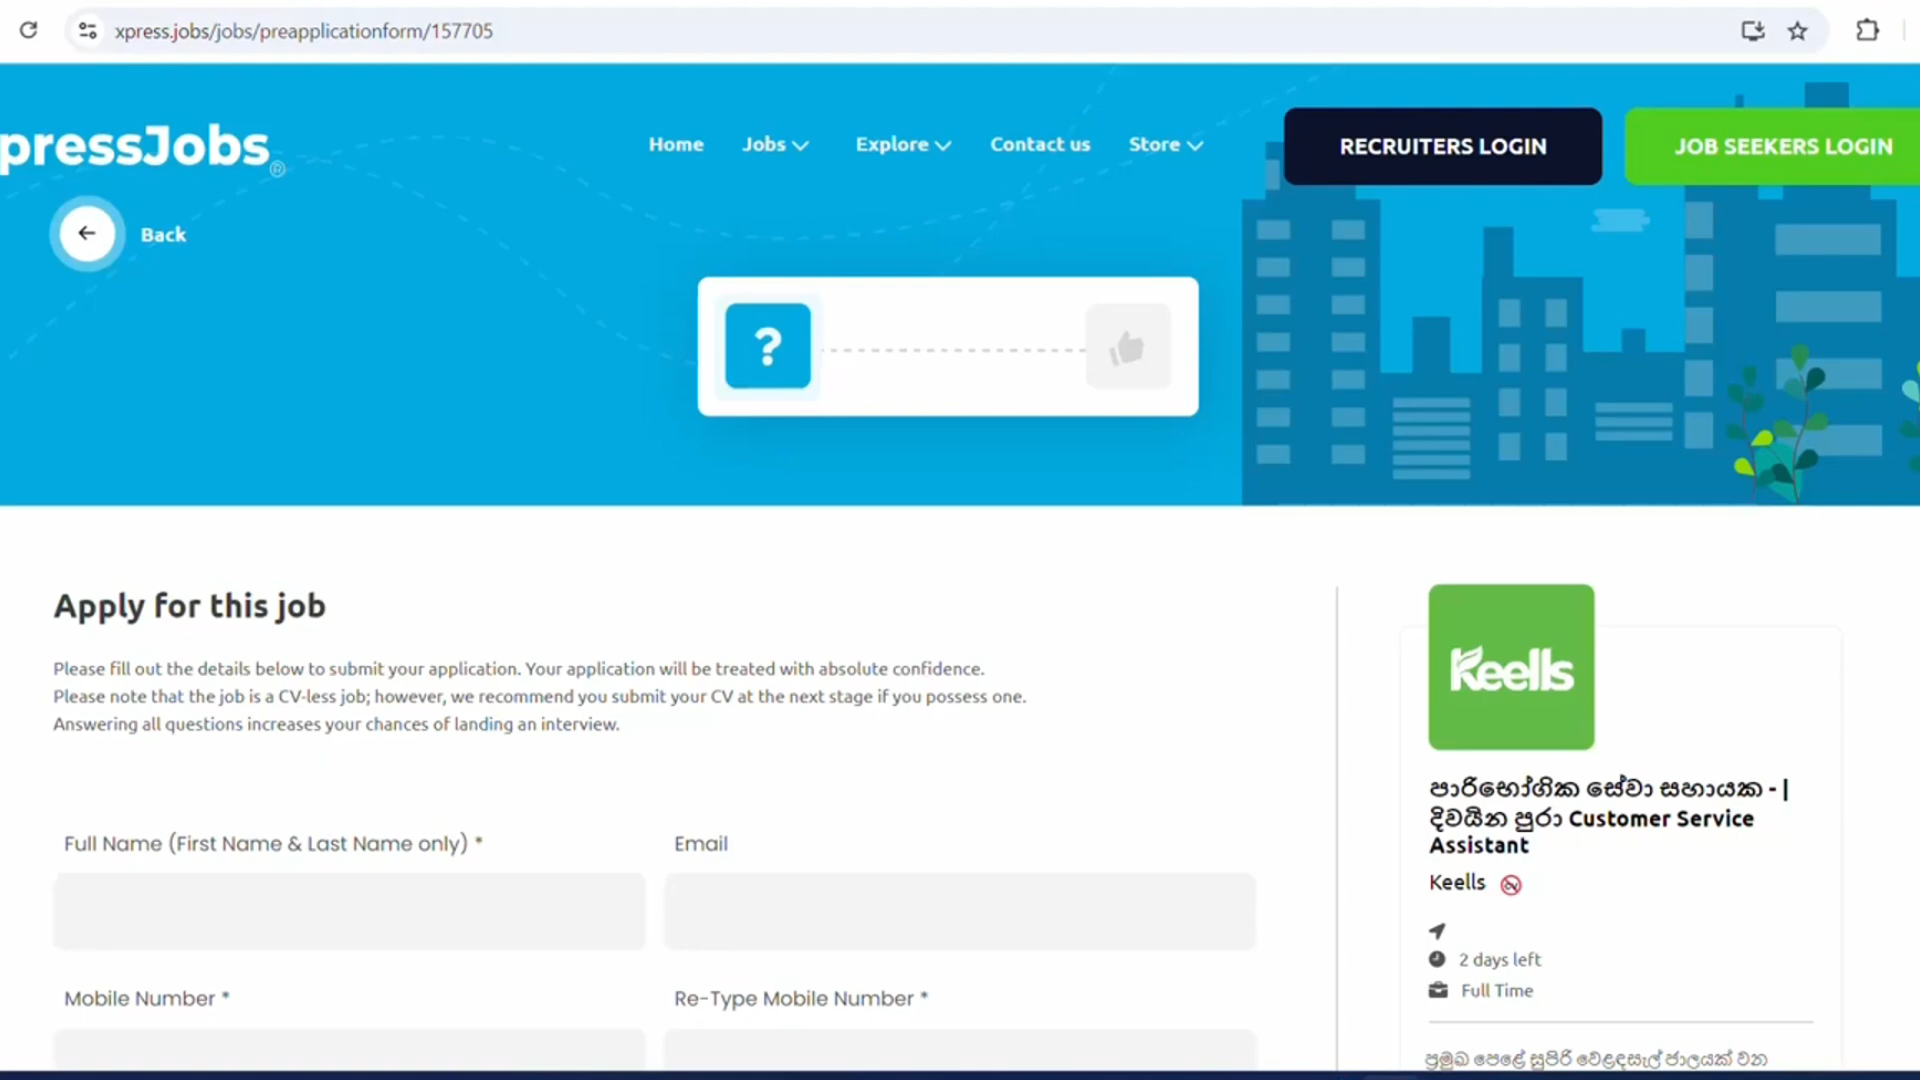 xpress.jobs/jobs/preapplicationform/157705
pressJobs®
Home Jobs Explore Contact us Store RECRUITERS LOGIN JOB SEEKERS LOGIN
Back
?
Apply for this job
Please fill out the details below to submit your application. Your application will be treated with absolute confidence.
Please note that the job is a CV-less job; however, we recommend you submit your CV at the next stage if you possess one.
Answering all questions increases your chances of landing an interview.
Full Name (First Name & Last Name only) * Email
Mobile Number * Re-Type Mobile Number *
Keells
පාරිභෝගික සේවා සහායක - |
දිවයින පුරා Customer Service
Assistant
Keells
2 days left
Full Time
ප්‍රමුඛ පෙළේ සුපිරි වෙළඳසැල් ජාලයක් වන